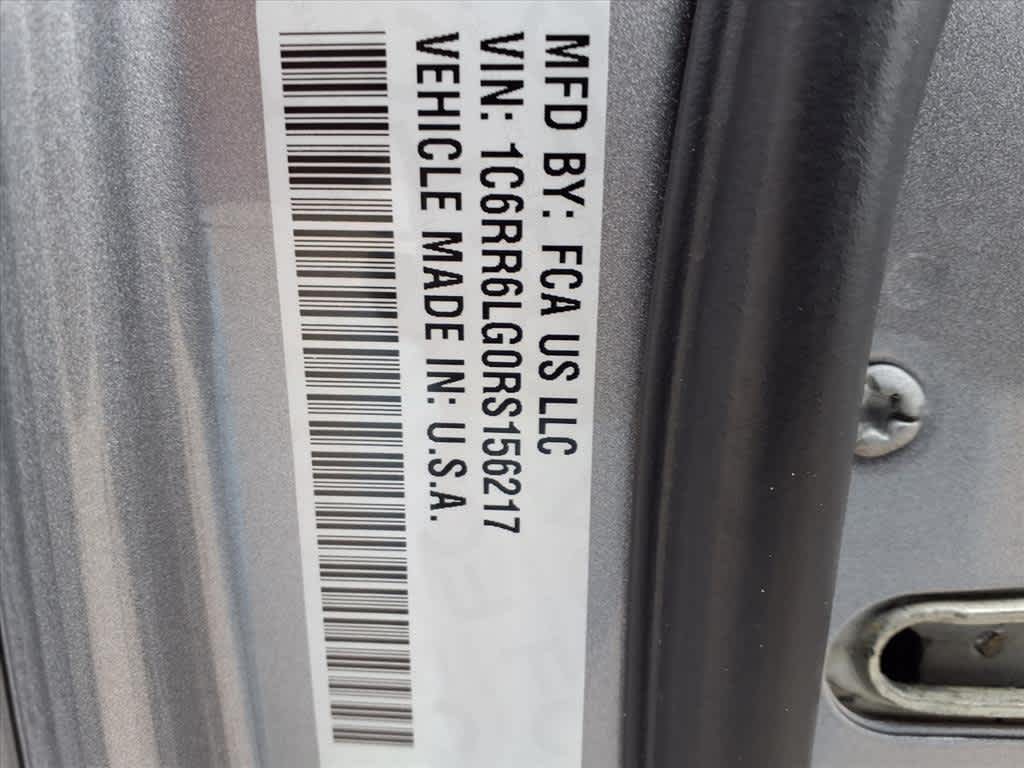 MFD BY: FCA US LLC
VIN: 1C6RR6LG0RS156217
VEHICLE MADE IN: U.S.A.